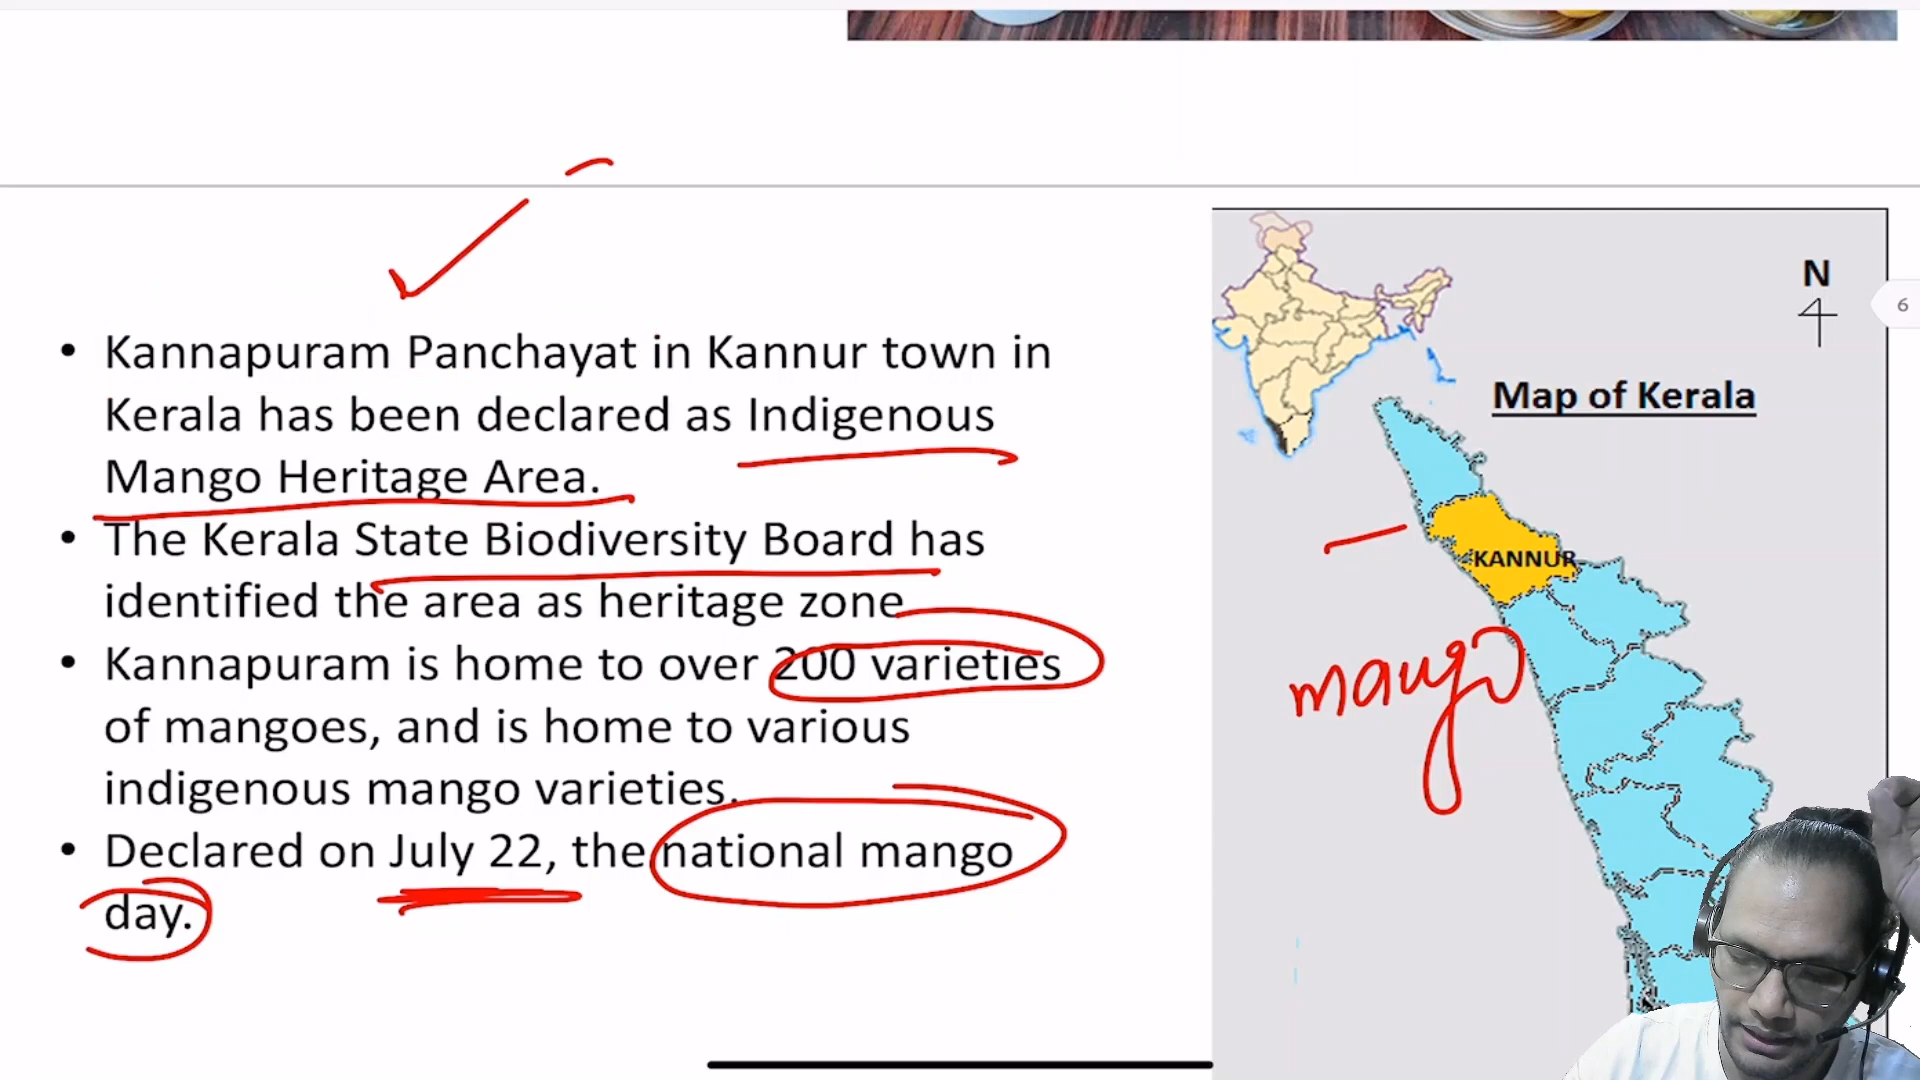 • Kannapuram Panchayat in Kannur town in
Kerala has been declared as Indigenous
Mango Heritage Area.
• The Kerala State Biodiversity Board has
identified the area as heritage zone
• Kannapuram is home to over 200 varieties
of mangoes, and is home to various
indigenous mango varieties.
• Declared on July 22, the national mango
day.
N
6
Map of Kerala
KANNUR
mango